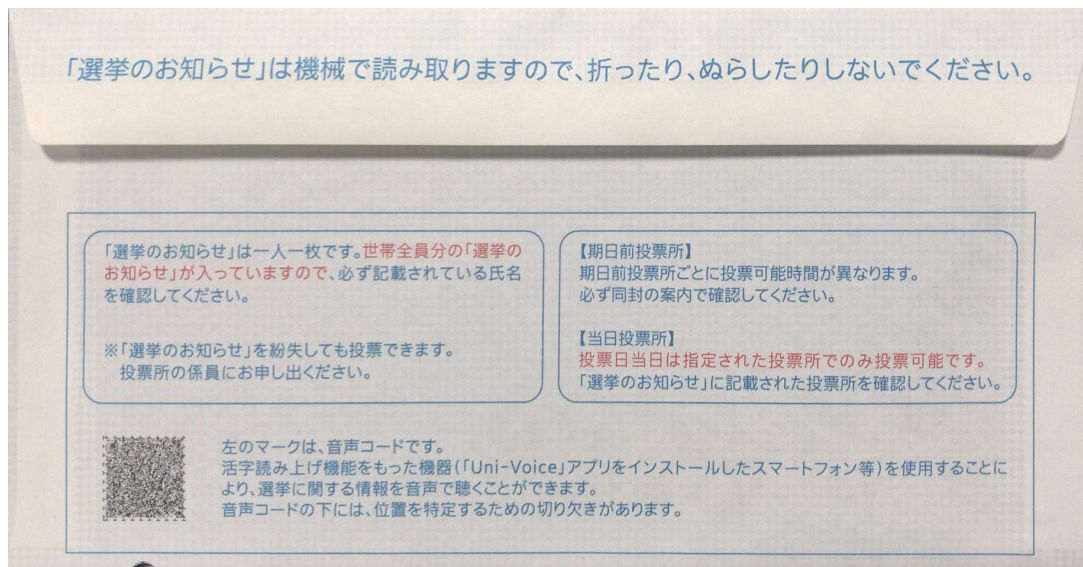 「選挙のお知らせ」は機械で読み取りますので、折ったり、ぬらしたりしないでください。
「選挙のお知らせ」は一人一枚です。世帯全員分の「選挙の
お知らせ」が入っていますので、必ず記載されている氏名
を確認してください。
※「選挙のお知らせ」を紛失しても投票できます。
投票所の係員にお申し出ください。
【期日前投票所】
期日前投票所ごとに投票可能時間が異なります。
必ず同封の案内で確認してください。
【当日投票所】
投票日当日は指定された投票所でのみ投票可能です。
「選挙のお知らせ」に記載された投票所を確認してください。
左のマークは、音声コードです。
活字読み上げ機能をもった機器(「Uni-Voice」アプリをインストールしたスマートフォン等)を使用することに
より、選挙に関する情報を音声で聴くことができます。
音声コードの下には、位置を特定するための切り欠きがあります。